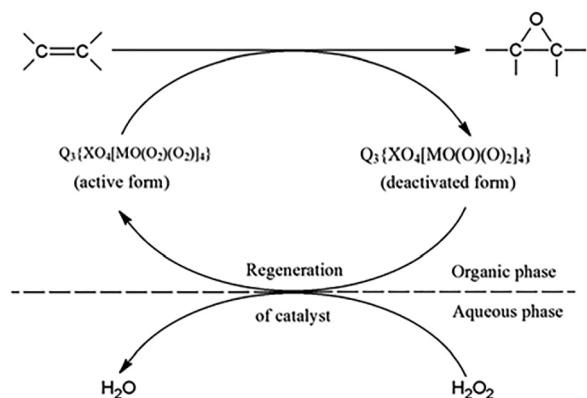 O
C=C
C C
Q₃{XO₄[MO(O₂)(O₂)]₄}
(active form)
Q₃{XO₄[MO(O)(O)₂]₄}
(deactivated form)
Regeneration
of catalyst
Organic phase
Aqueous phase
H₂O
H₂O₂